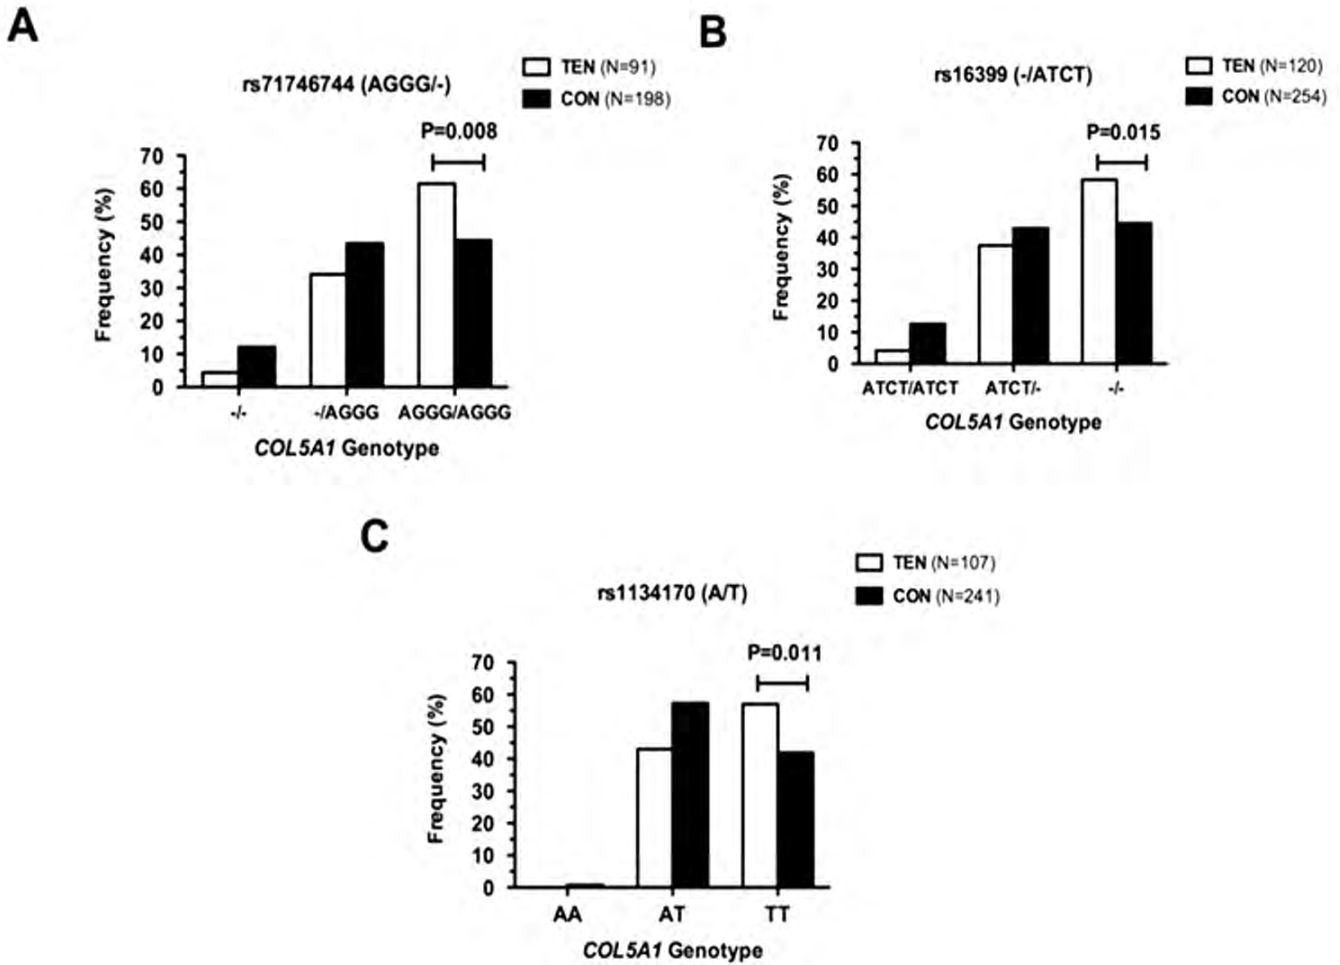 A
rs71746744 (AGGG/-)
TEN (N=91)
CON (N=198)
P=0.008
70
60
50
40
30
20
10
0
Frequency (%)
-/-
-/AGGG
AGGG/AGGG
COL5A1 Genotype
B
rs16399 (-/ATCT)
TEN (N=120)
CON (N=254)
P=0.015
70
60
50
40
30
20
10
0
Frequency (%)
ATCT/ATCT
ATCT/-
-/-
COL5A1 Genotype
C
rs1134170 (A/T)
TEN (N=107)
CON (N=241)
P=0.011
70
60
50
40
30
20
10
0
Frequency (%)
AA
AT
TT
COL5A1 Genotype